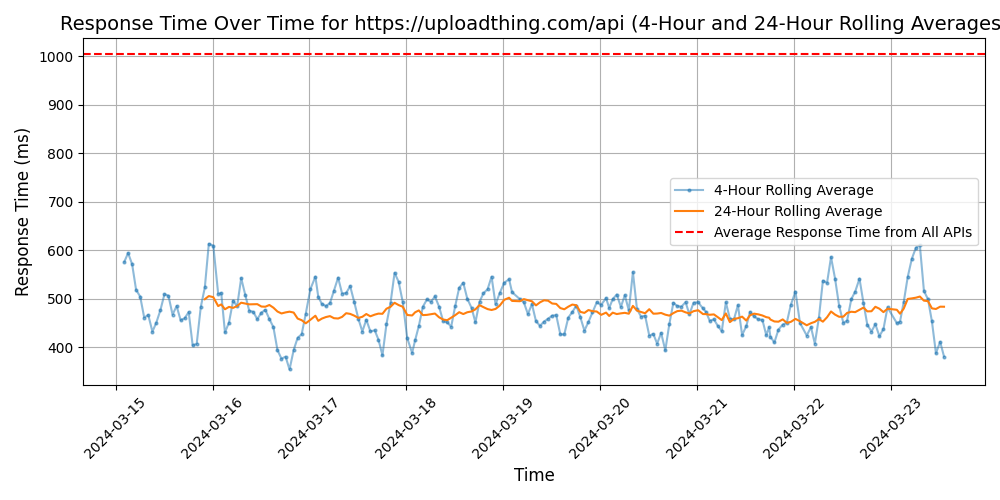 Response Time Over Time for https://uploadthing.com/api (4-Hour and 24-Hour Rolling Averages
Response Time (ms)
1000
900
800
700
600
500
400
4-Hour Rolling Average
24-Hour Rolling Average
Average Response Time from All APIs
2024-03-15
2024-03-16
2024-03-17
2024-03-18
2024-03-19
2024-03-20
2024-03-21
2024-03-22
2024-03-23
Time